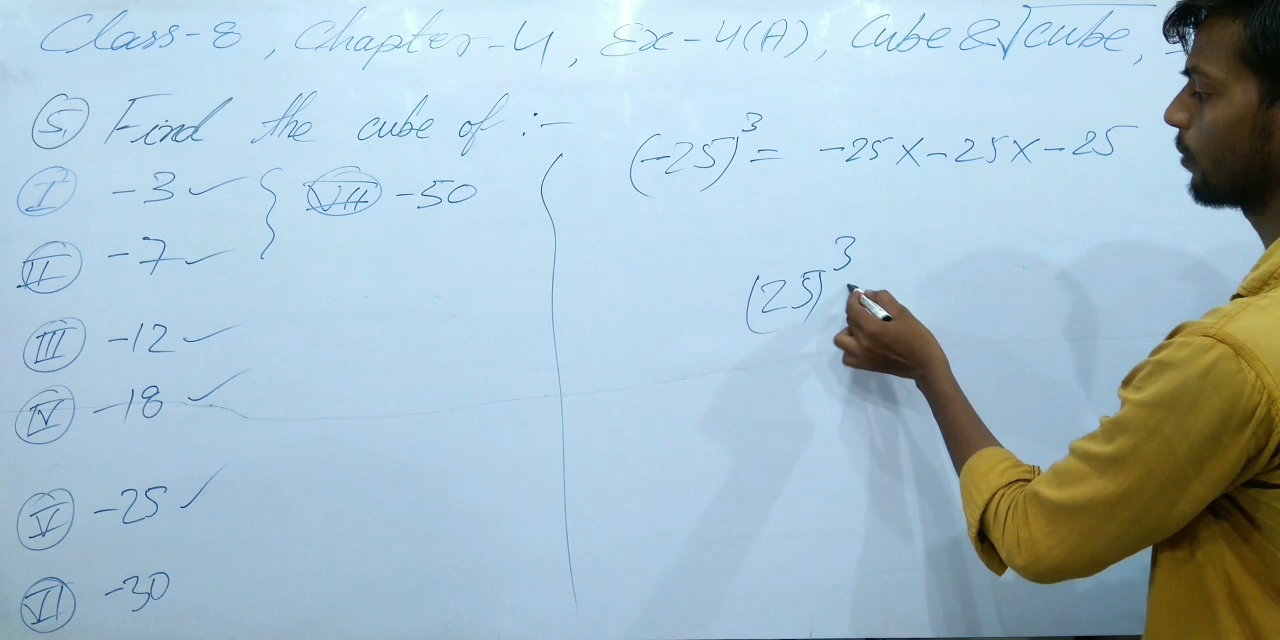 Class-8, Chapter-4, Ex-4(A), Cube & √cube,
(5) Find the cube of :-
(I) -3 ✓
(II) -7 ✓
(III) -12 ✓
(IV) -18 ✓
(V) -25 ✓
(VI) -30
(VII) -50
(-25)³ = -25 x -25 x -25
(25)³